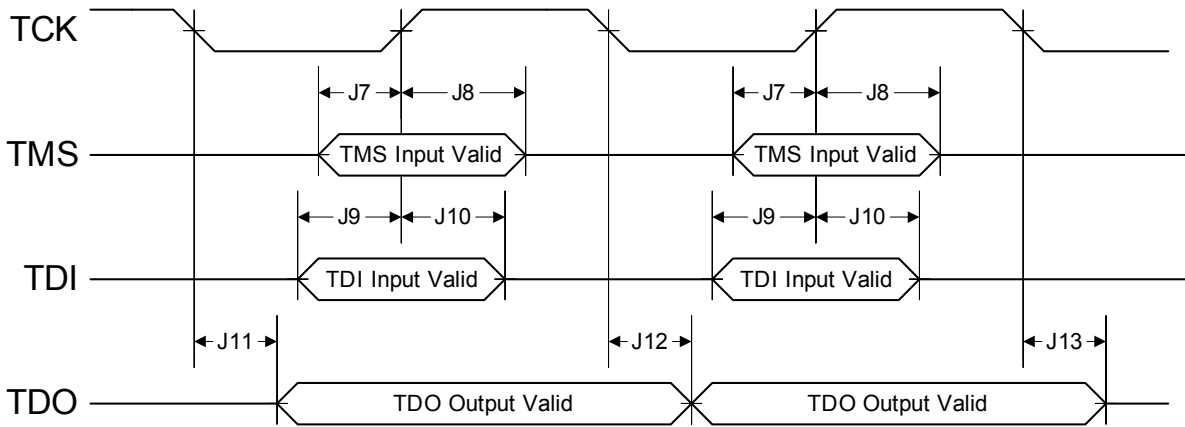 TCK
J7 J8 J7 J8
TMS TMS Input Valid TMS Input Valid
J9 J10 J9 J10
TDI TDI Input Valid TDI Input Valid
J11 J12 J13
TDO TDO Output Valid TDO Output Valid